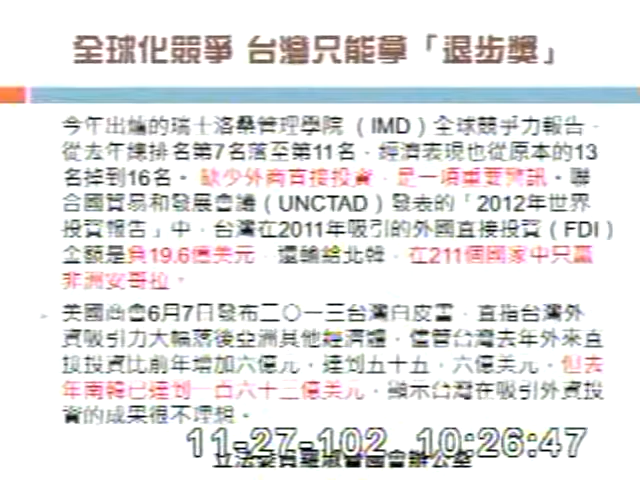 全球化競爭 台灣只能拿「退步獎」
今年出爐的瑞士洛桑管理學院（IMD）全球競爭力報告，
從去年總排名第7名落至第11名，經濟表現也從原本的13
名掉到16名。缺少外商直接投資，是一項重要警訊。聯
合國貿易和發展會議（UNCTAD）發表的「2012年世界
投資報告」中，台灣在2011年吸引的外國直接投資（FDI）
金額是負19.6億美元，還輸給北韓，在211個國家中只贏
非洲安哥拉。
美國商會6月7日發布二〇一三台灣白皮書，直指台灣外
資吸引力大幅落後亞洲其他經濟體，儘管台灣去年外來直
接投資比前年增加六億元，達到五十五．六億美元，但去
年南韓已達到一百六十三億美元，顯示台灣在吸引外資投
資的成果很不理想。
11-27-102 10:26:47
立法委員 國會辦公室